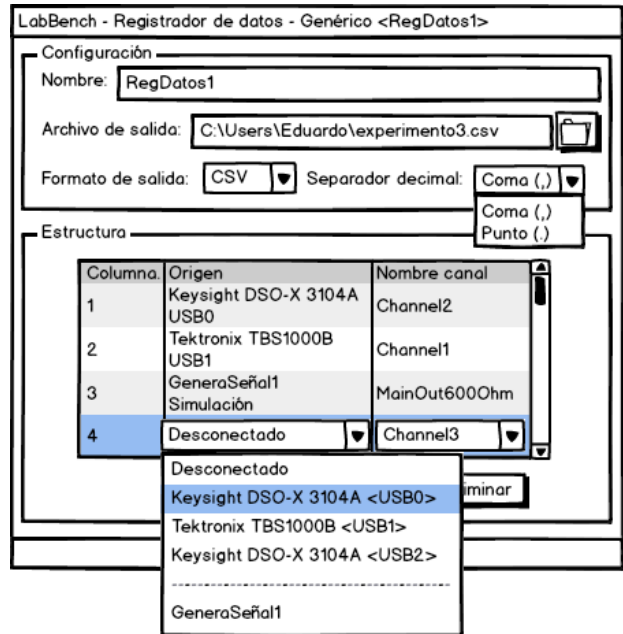 LabBench - Registrador de datos - Genérico <RegDatos1>
Configuración
Nombre: RegDatos1
Archivo de salida: C:\Users\Eduardo\experimento3.csv
Formato de salida: CSV Separador decimal: Coma (,)
Coma (,)
Punto (.)
Estructura
Columna. Origen Nombre canal
1 Keysight DSO-X 3104A USB0 Channel2
2 Tektronix TBS1000B USB1 Channel1
3 GeneraSeñal1 Simulación MainOut600Ohm
4 Desconectado Channel3
Desconectado
Keysight DSO-X 3104A <USB0>
iminar
Tektronix TBS1000B <USB1>
Keysight DSO-X 3104A <USB2>
GeneraSeñal1